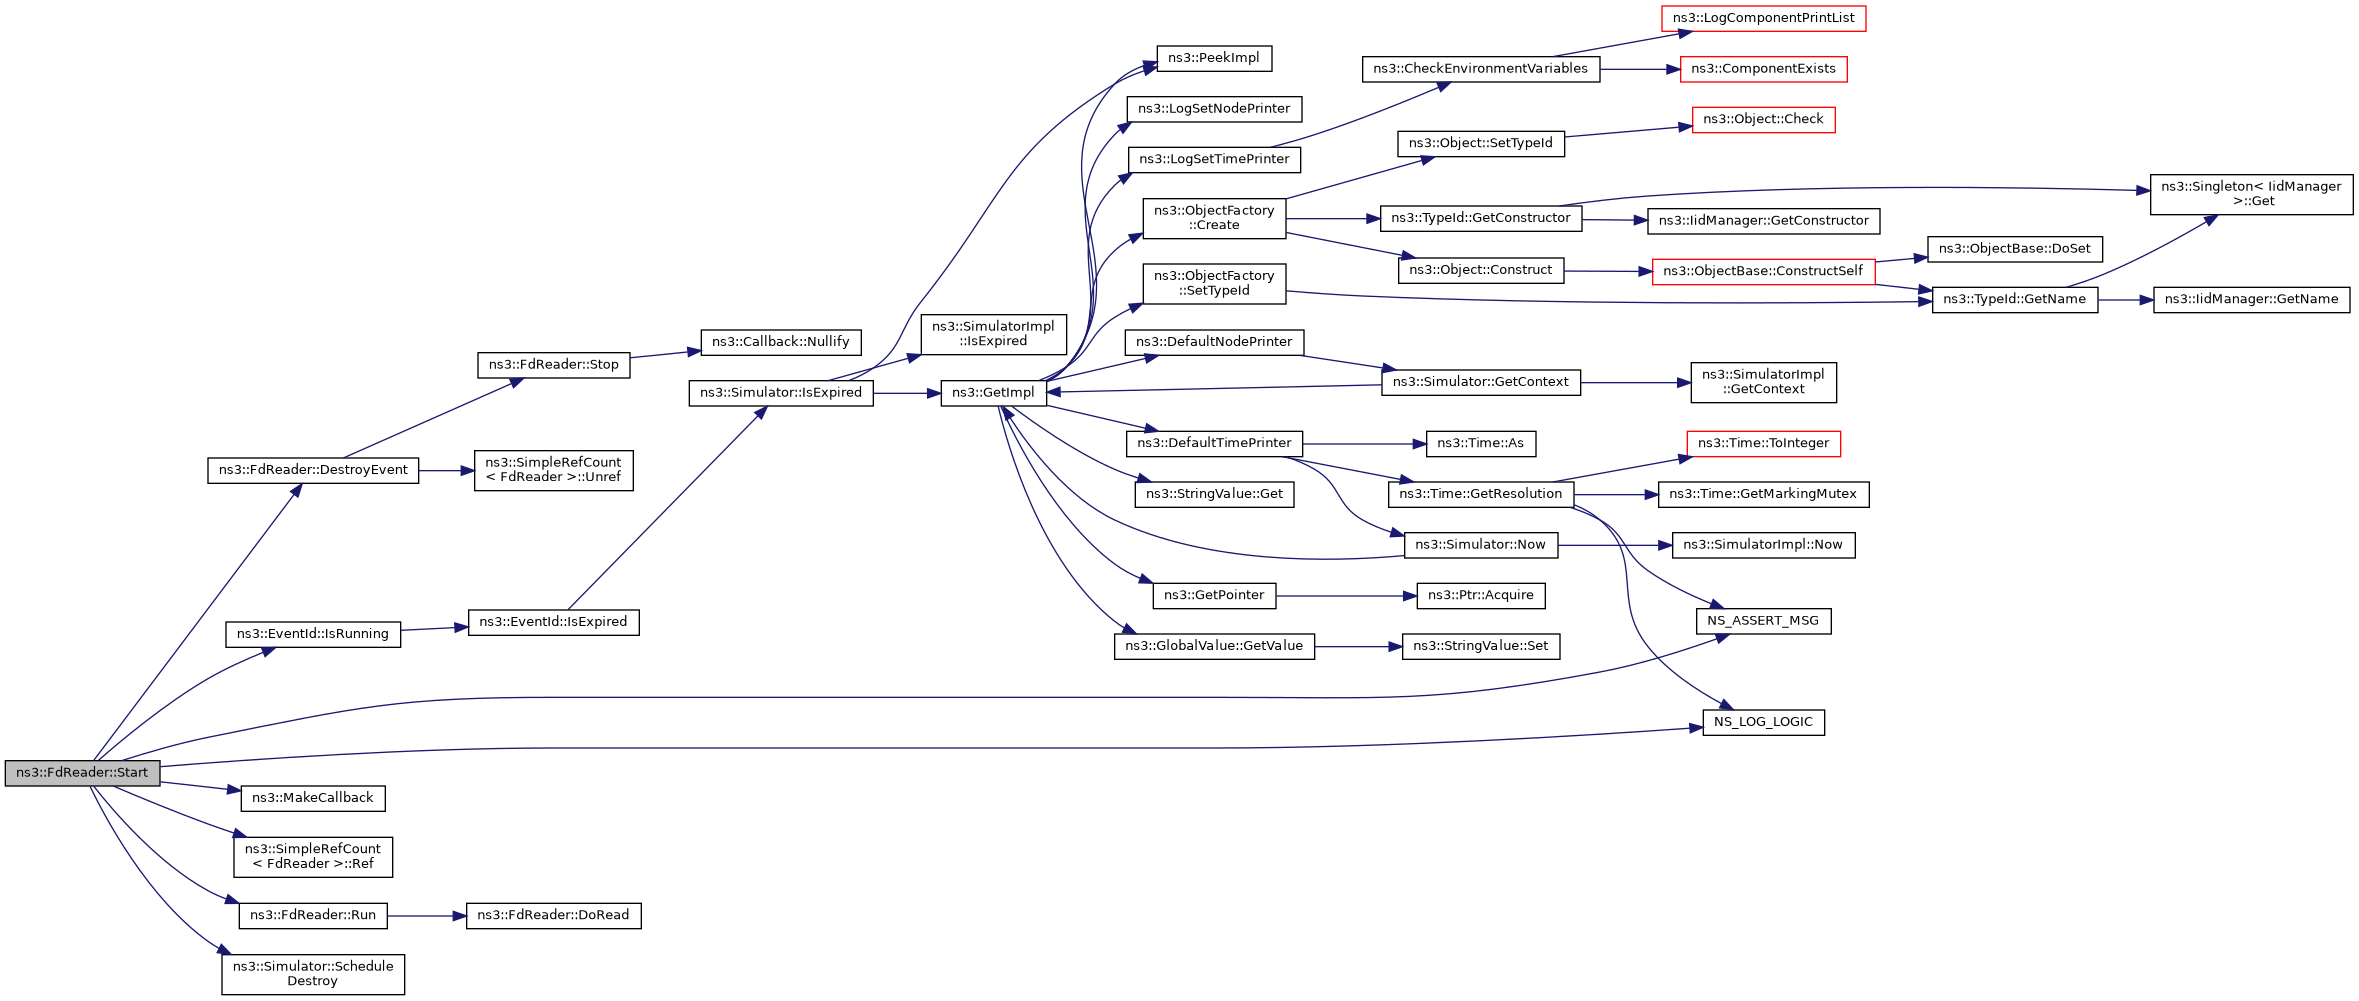 ns3::FdReader::Start
ns3::FdReader::DestroyEvent
ns3::FdReader::Stop
ns3::Callback::Nullify
ns3::SimpleRefCount
< FdReader >::Unref
ns3::EventId::IsRunning
ns3::EventId::IsExpired
ns3::Simulator::IsExpired
ns3::SimulatorImpl
::IsExpired
ns3::GetImpl
ns3::PeekImpl
ns3::LogSetNodePrinter
ns3::LogSetTimePrinter
ns3::CheckEnvironmentVariables
ns3::LogComponentPrintList
ns3::ComponentExists
ns3::ObjectFactory
::Create
ns3::Object::SetTypeId
ns3::Object::Check
ns3::TypeId::GetConstructor
ns3::Singleton< IidManager
>::Get
ns3::IidManager::GetConstructor
ns3::Object::Construct
ns3::ObjectBase::ConstructSelf
ns3::ObjectBase::DoSet
ns3::TypeId::GetName
ns3::IidManager::GetName
ns3::ObjectFactory
::SetTypeId
ns3::DefaultNodePrinter
ns3::Simulator::GetContext
ns3::SimulatorImpl
::GetContext
ns3::DefaultTimePrinter
ns3::Time::As
ns3::Time::GetResolution
ns3::Time::ToInteger
ns3::Time::GetMarkingMutex
ns3::Simulator::Now
ns3::SimulatorImpl::Now
ns3::StringValue::Get
ns3::GetPointer
ns3::Ptr::Acquire
ns3::GlobalValue::GetValue
ns3::StringValue::Set
NS_ASSERT_MSG
NS_LOG_LOGIC
ns3::MakeCallback
ns3::SimpleRefCount
< FdReader >::Ref
ns3::FdReader::Run
ns3::FdReader::DoRead
ns3::Simulator::Schedule
Destroy